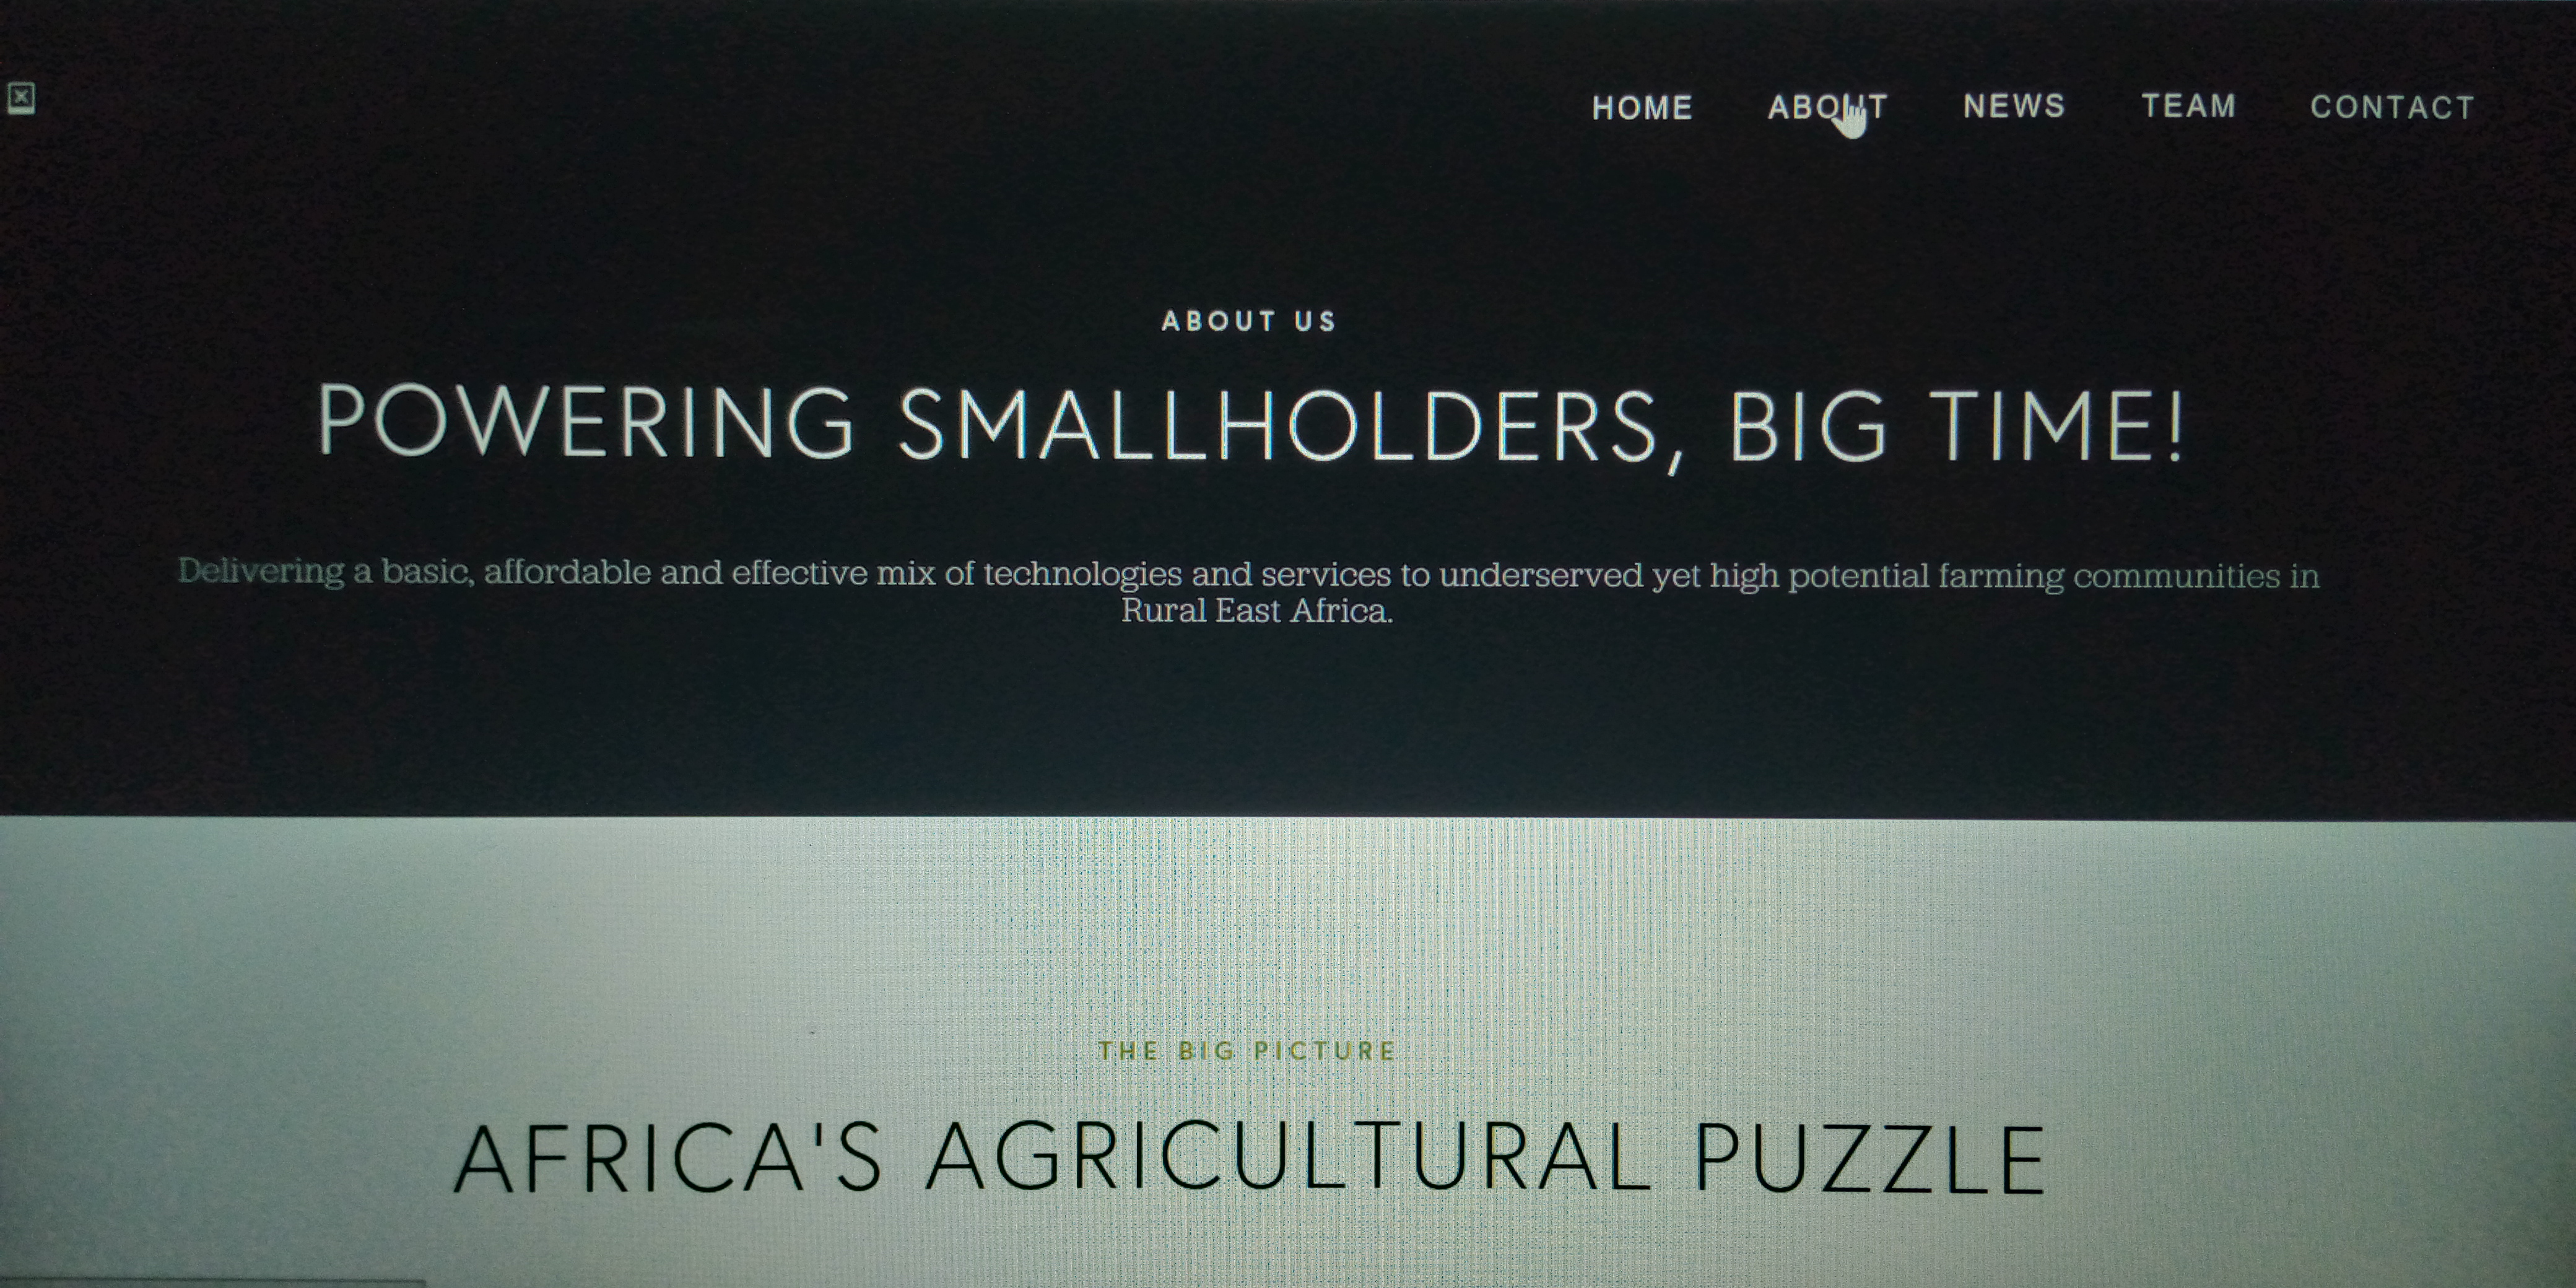 HOME ABOUT NEWS TEAM CONTACT
ABOUT US
POWERING SMALLHOLDERS, BIG TIME!
Delivering a basic, affordable and effective mix of technologies and services to underserved yet high potential farming communities in
Rural East Africa.
THE BIG PICTURE
AFRICA'S AGRICULTURAL PUZZLE